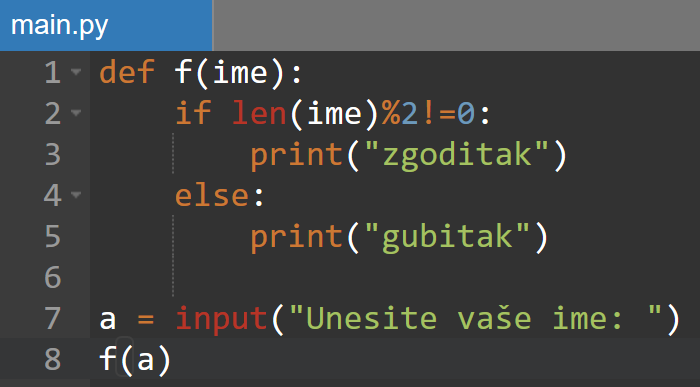 main.py
1 def f(ime):
2     if len(ime)%2!=0:
3         print("zgoditak")
4     else:
5         print("gubitak")
6
7 a = input("Unesite vaše ime: ")
8 f(a)